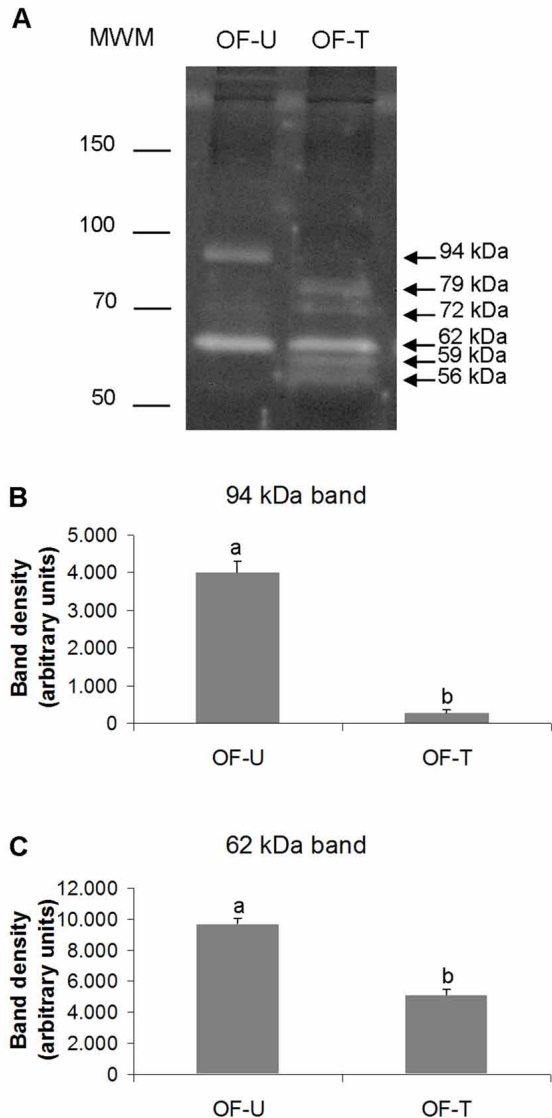 A
MWM OF-U OF-T
150
100
94 kDa
79 kDa
70
72 kDa
62 kDa
59 kDa
56 kDa
50
B
94 kDa band
Band density
(arbitrary units)
5.000
4.000
3.000
2.000
1.000
0
a
b
OF-U OF-T
C
62 kDa band
Band density
(arbitrary units)
12.000
10.000
8.000
6.000
4.000
2.000
0
a
b
OF-U OF-T